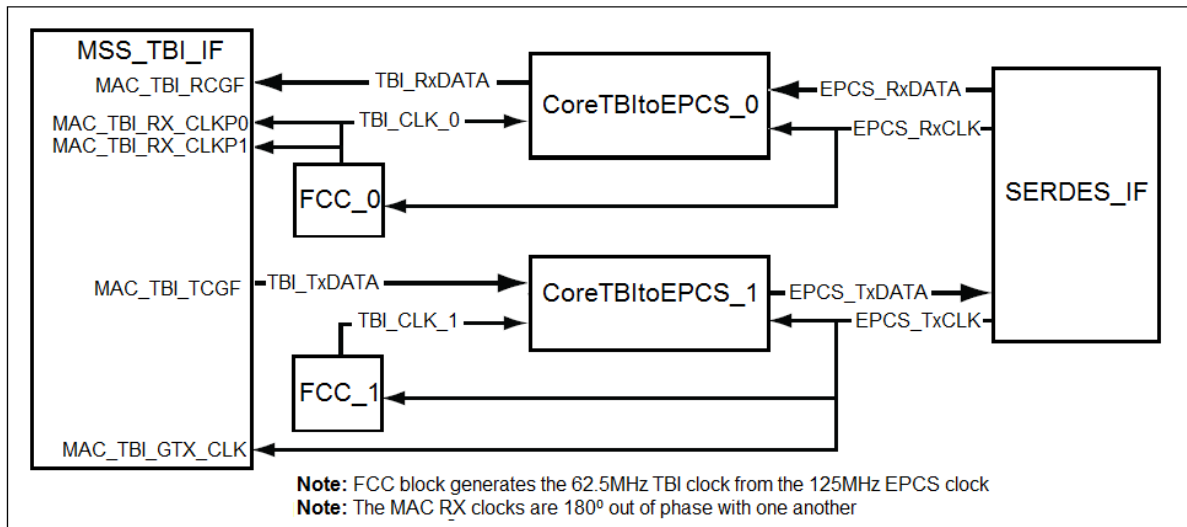 MSS_TBI_IF
MAC_TBI_RCGF
TBI_RxDATA
CoreTBItoEPCS_0
EPCS_RxDATA
MAC_TBI_RX_CLKP0
TBI_CLK_0
EPCS_RxCLK
MAC_TBI_RX_CLKP1
FCC_0
SERDES_IF
MAC_TBI_TCGF
TBI_TxDATA
CoreTBItoEPCS_1
EPCS_TxDATA
TBI_CLK_1
EPCS_TxCLK
FCC_1
MAC_TBI_GTX_CLK
Note: FCC block generates the 62.5MHz TBI clock from the 125MHz EPCS clock
Note: The MAC RX clocks are 180º out of phase with one another